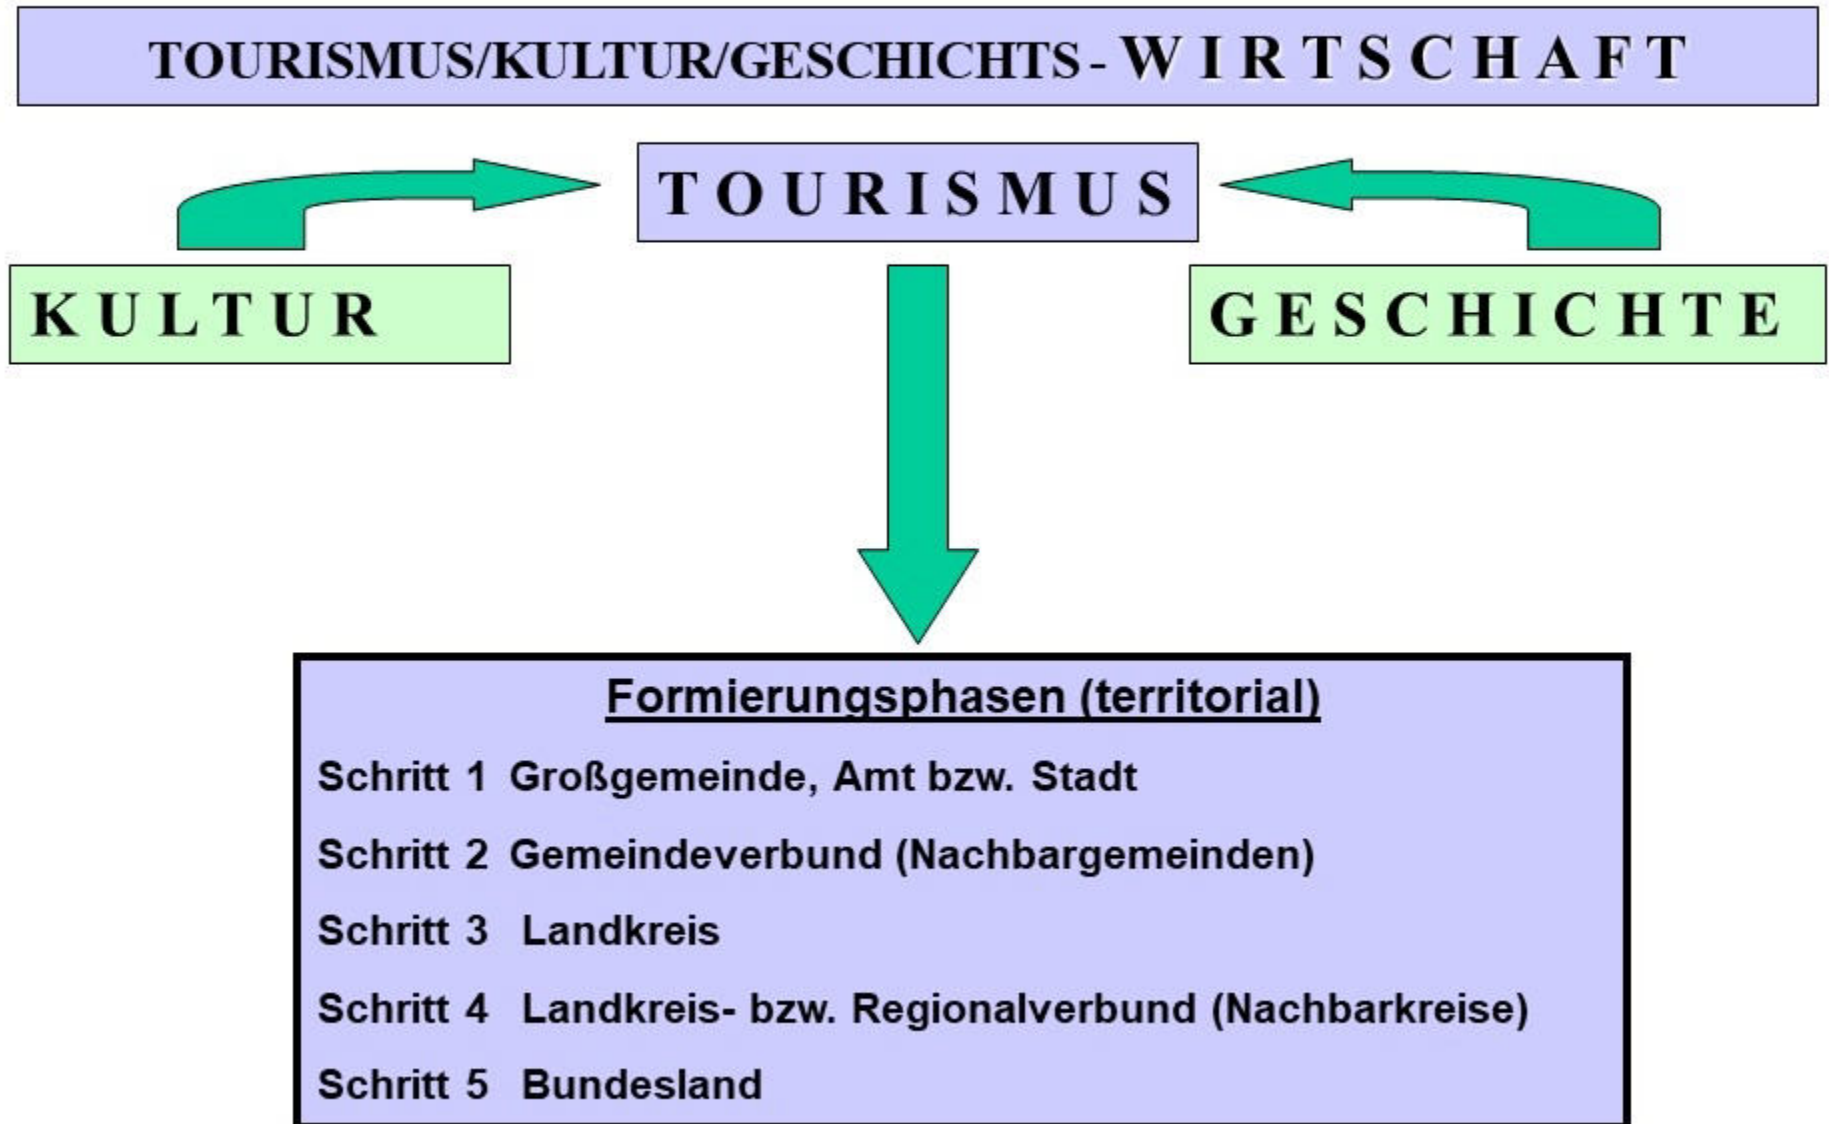 TOURISMUS/KULTUR/GESCHICHTS - W I R T S C H A F T
T O U R I S M U S
K U L T U R
G E S C H I C H T E
Formierungsphasen (territorial)
Schritt 1 Großgemeinde, Amt bzw. Stadt
Schritt 2 Gemeindeverbund (Nachbargemeinden)
Schritt 3 Landkreis
Schritt 4 Landkreis- bzw. Regionalverbund (Nachbarkreise)
Schritt 5 Bundesland